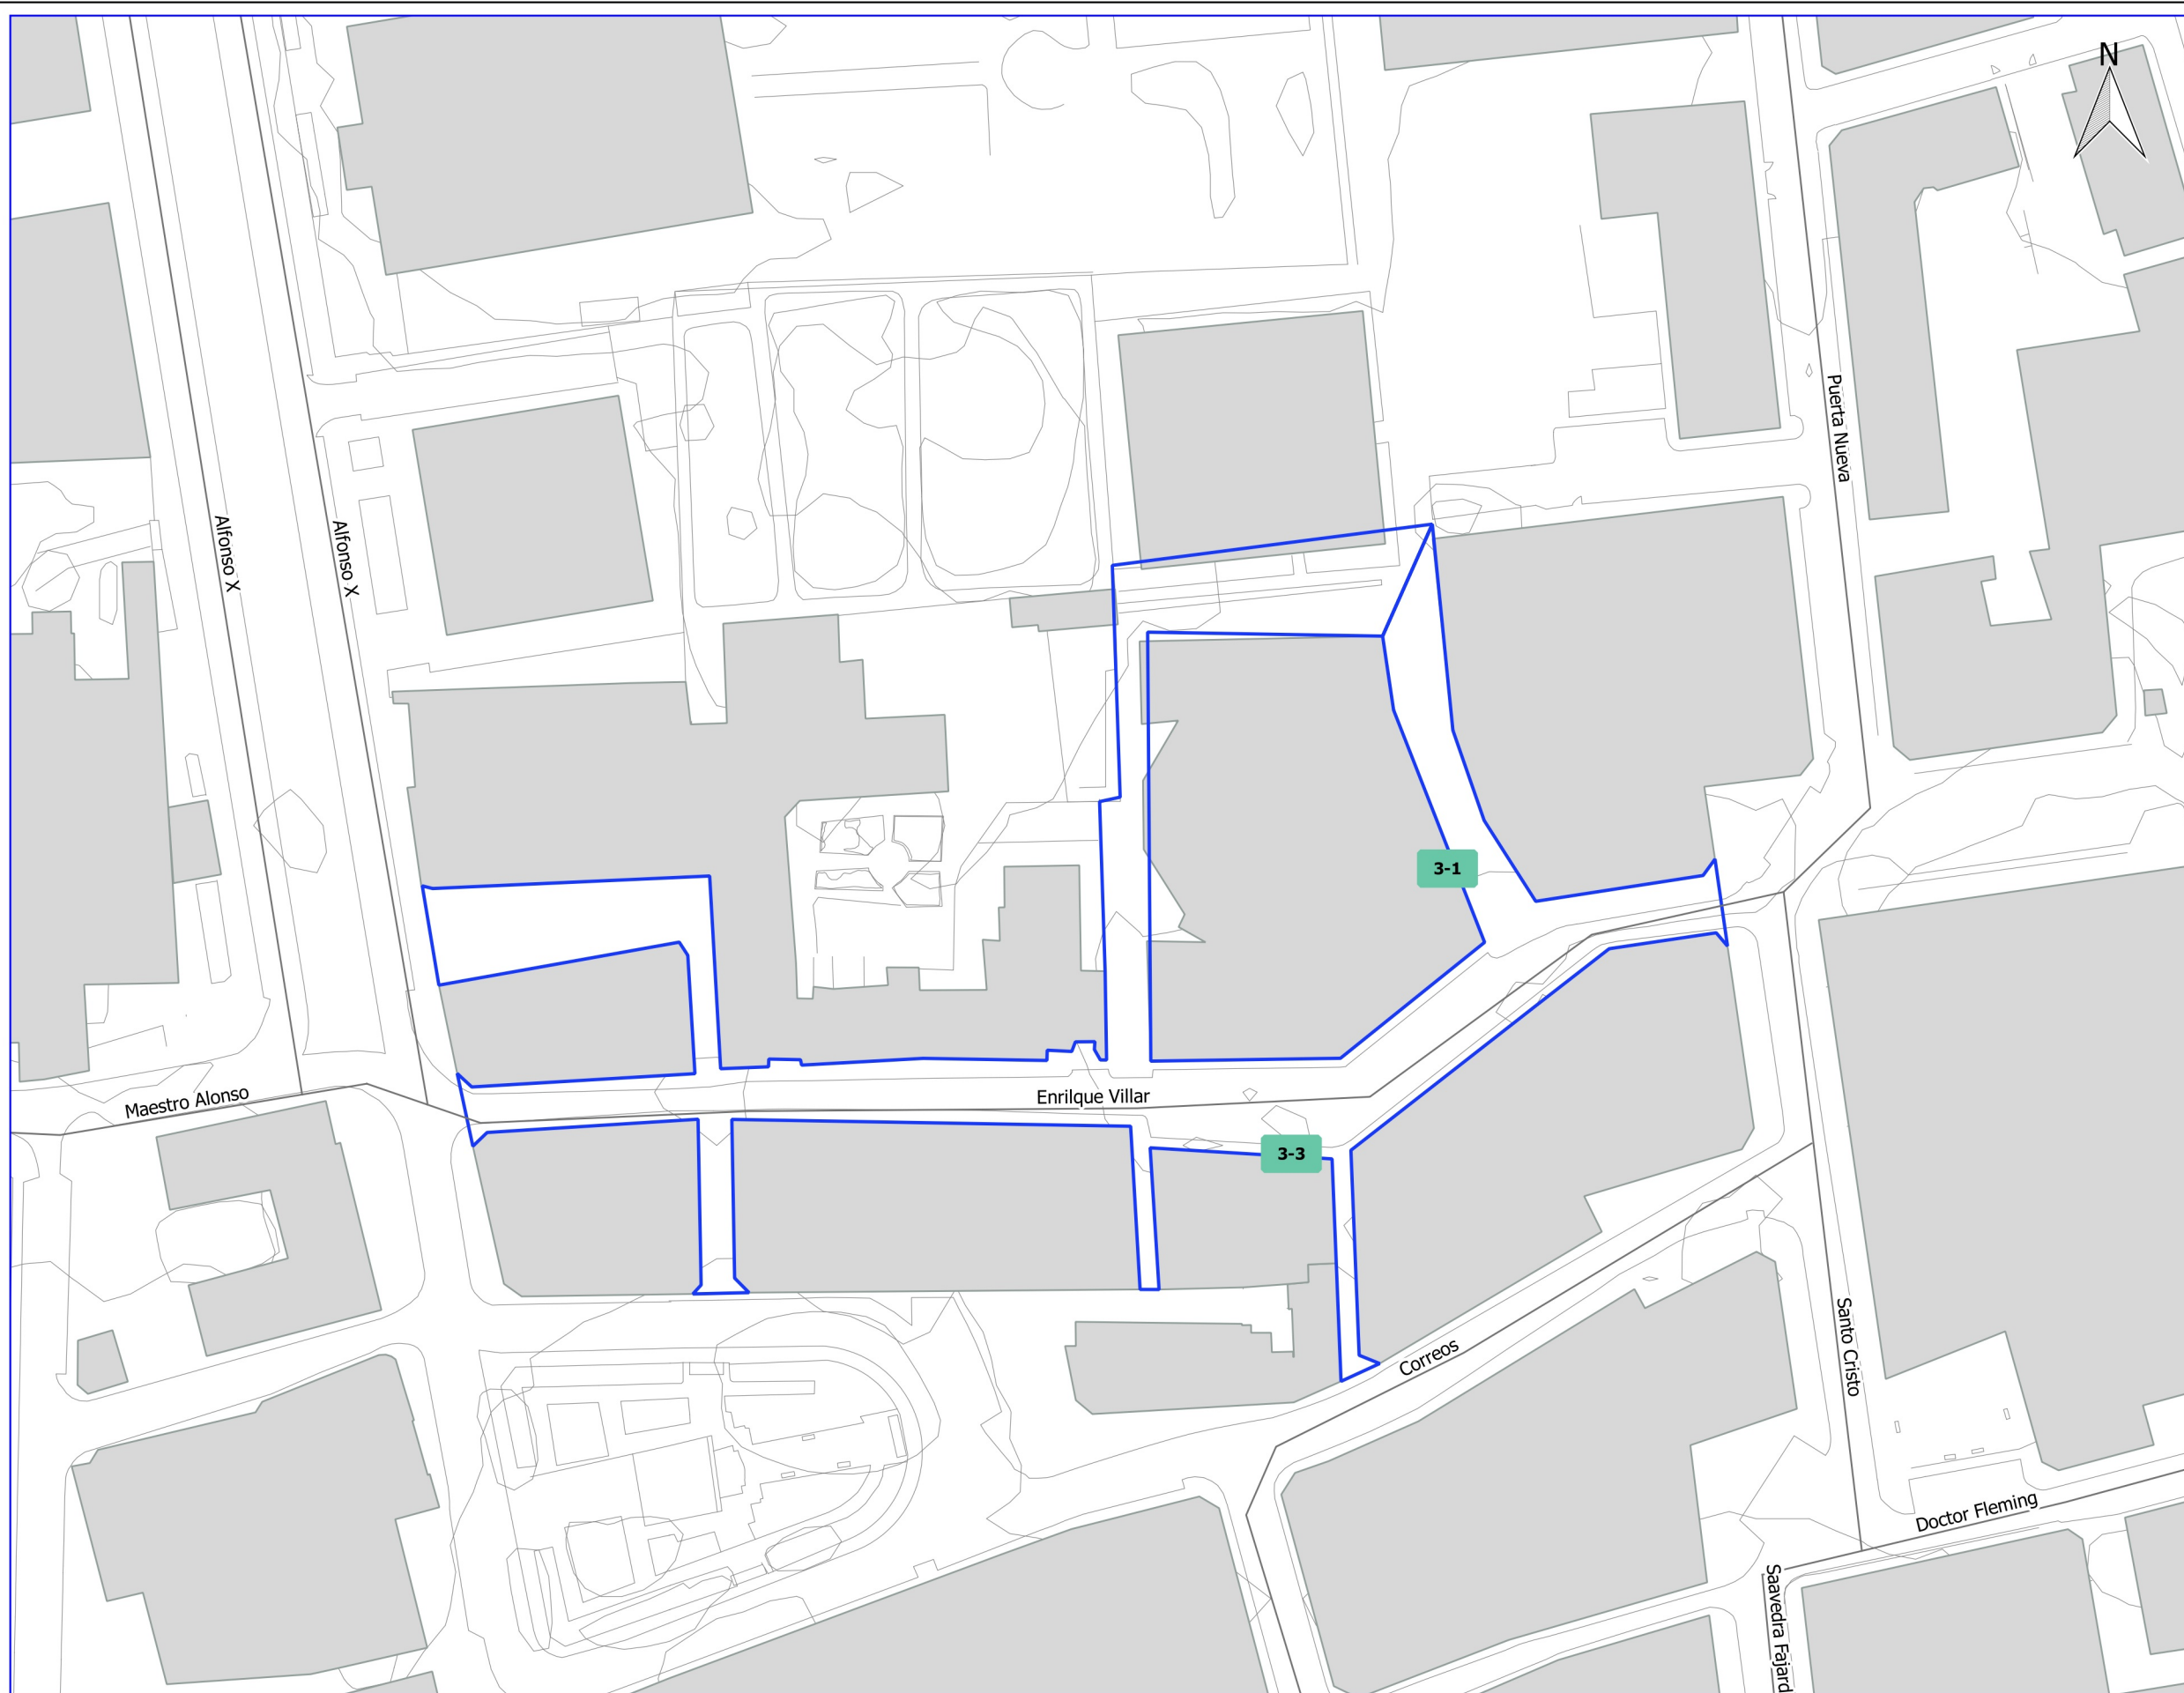 N
Puerta Nueva
Alfonso X
Alfonso X
3-1
Maestro Alonso
Enrilque Villar
3-3
Correos
Santo Cristo
Doctor Fleming
Saavedra Fajard